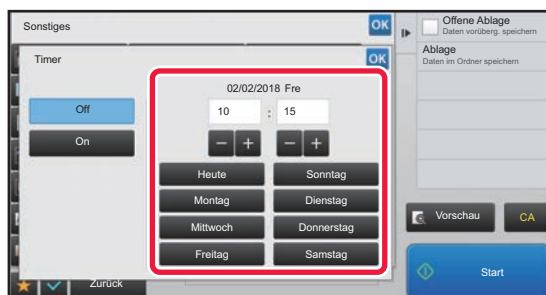 Sonstiges
OK
Timer
OK
Off
On
02/02/2018 Fre
10 : 15
Heute Sonntag
Montag Dienstag
Mittwoch Donnerstag
Freitag Samstag
Zurück
Offene Ablage
Daten vorüberg. speichern
Ablage
Daten im Ordner speichern
Vorschau
CA
Start